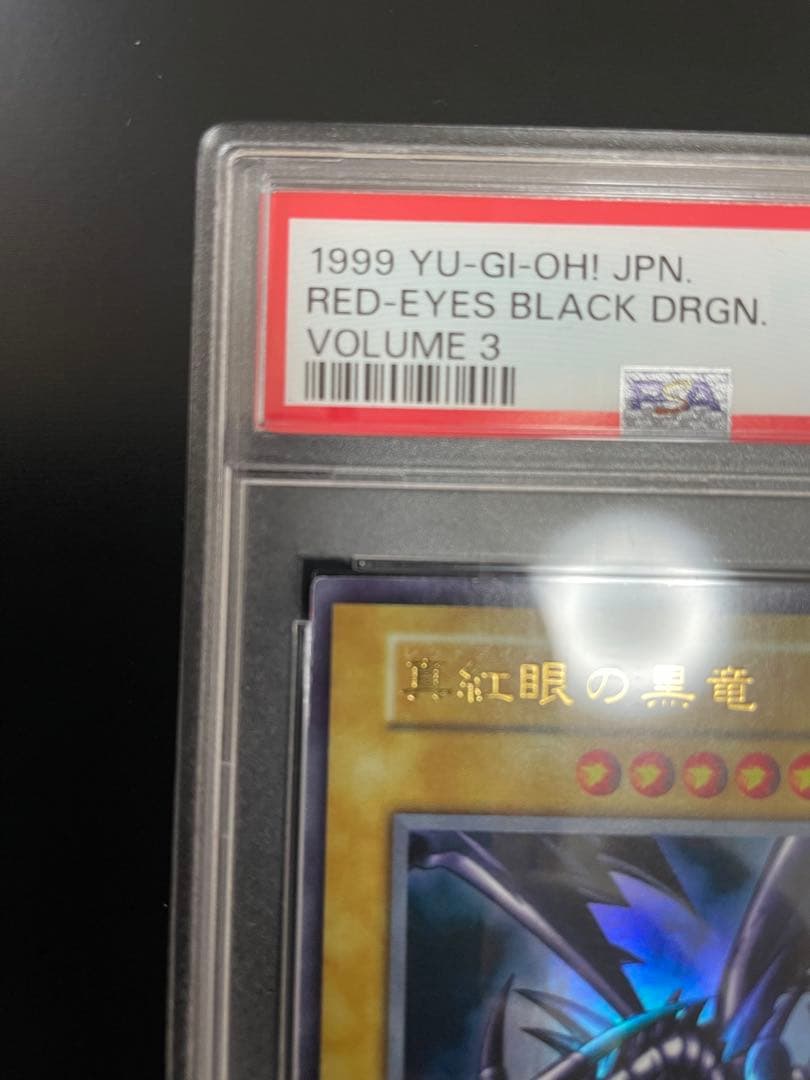 1999 YU-GI-OH! JPN.
RED-EYES BLACK DRGN.
VOLUME 3
PSA
真紅眼の黒竜